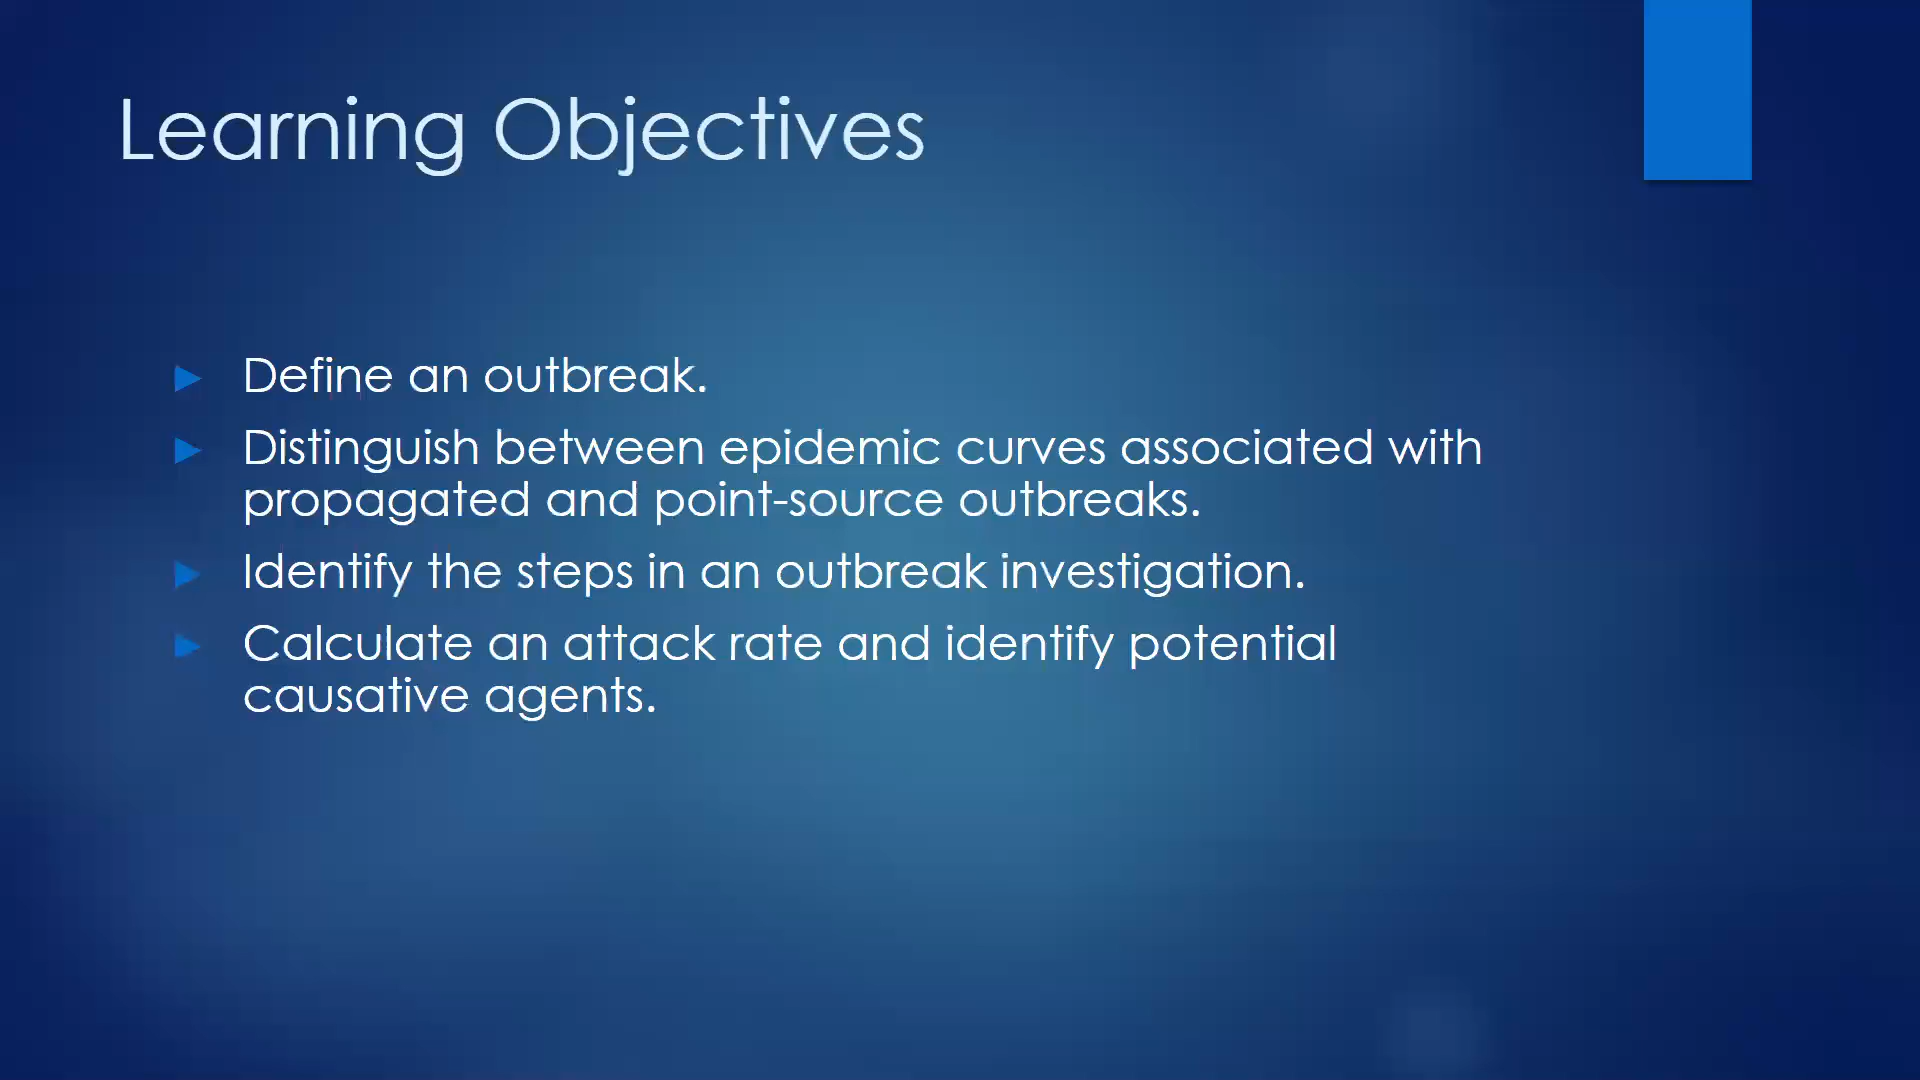 Learning Objectives
Define an outbreak.
Distinguish between epidemic curves associated with
propagated and point-source outbreaks.
Identify the steps in an outbreak investigation.
Calculate an attack rate and identify potential
causative agents.